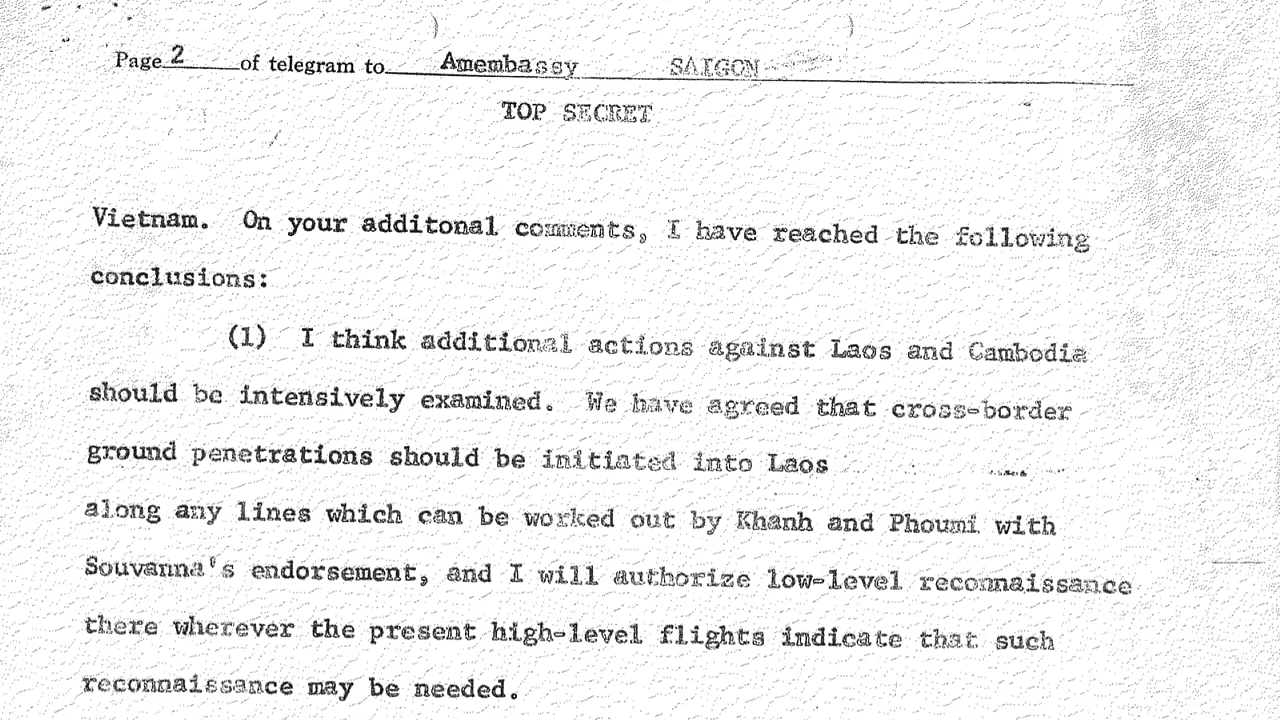 Page 2 of telegram to Amembassy SAIGON
TOP SECRET
Vietnam. On your additonal comments, I have reached the following
conclusions:
(1) I think additional actions against Laos and Cambodia
should be intensively examined. We have agreed that cross-border
ground penetrations should be initiated into Laos
along any lines which can be worked out by Khanh and Phoumi with
Souvanna's endorsement, and I will authorize low-level reconnaissance
there wherever the present high-level flights indicate that such
reconnaissance may be needed.